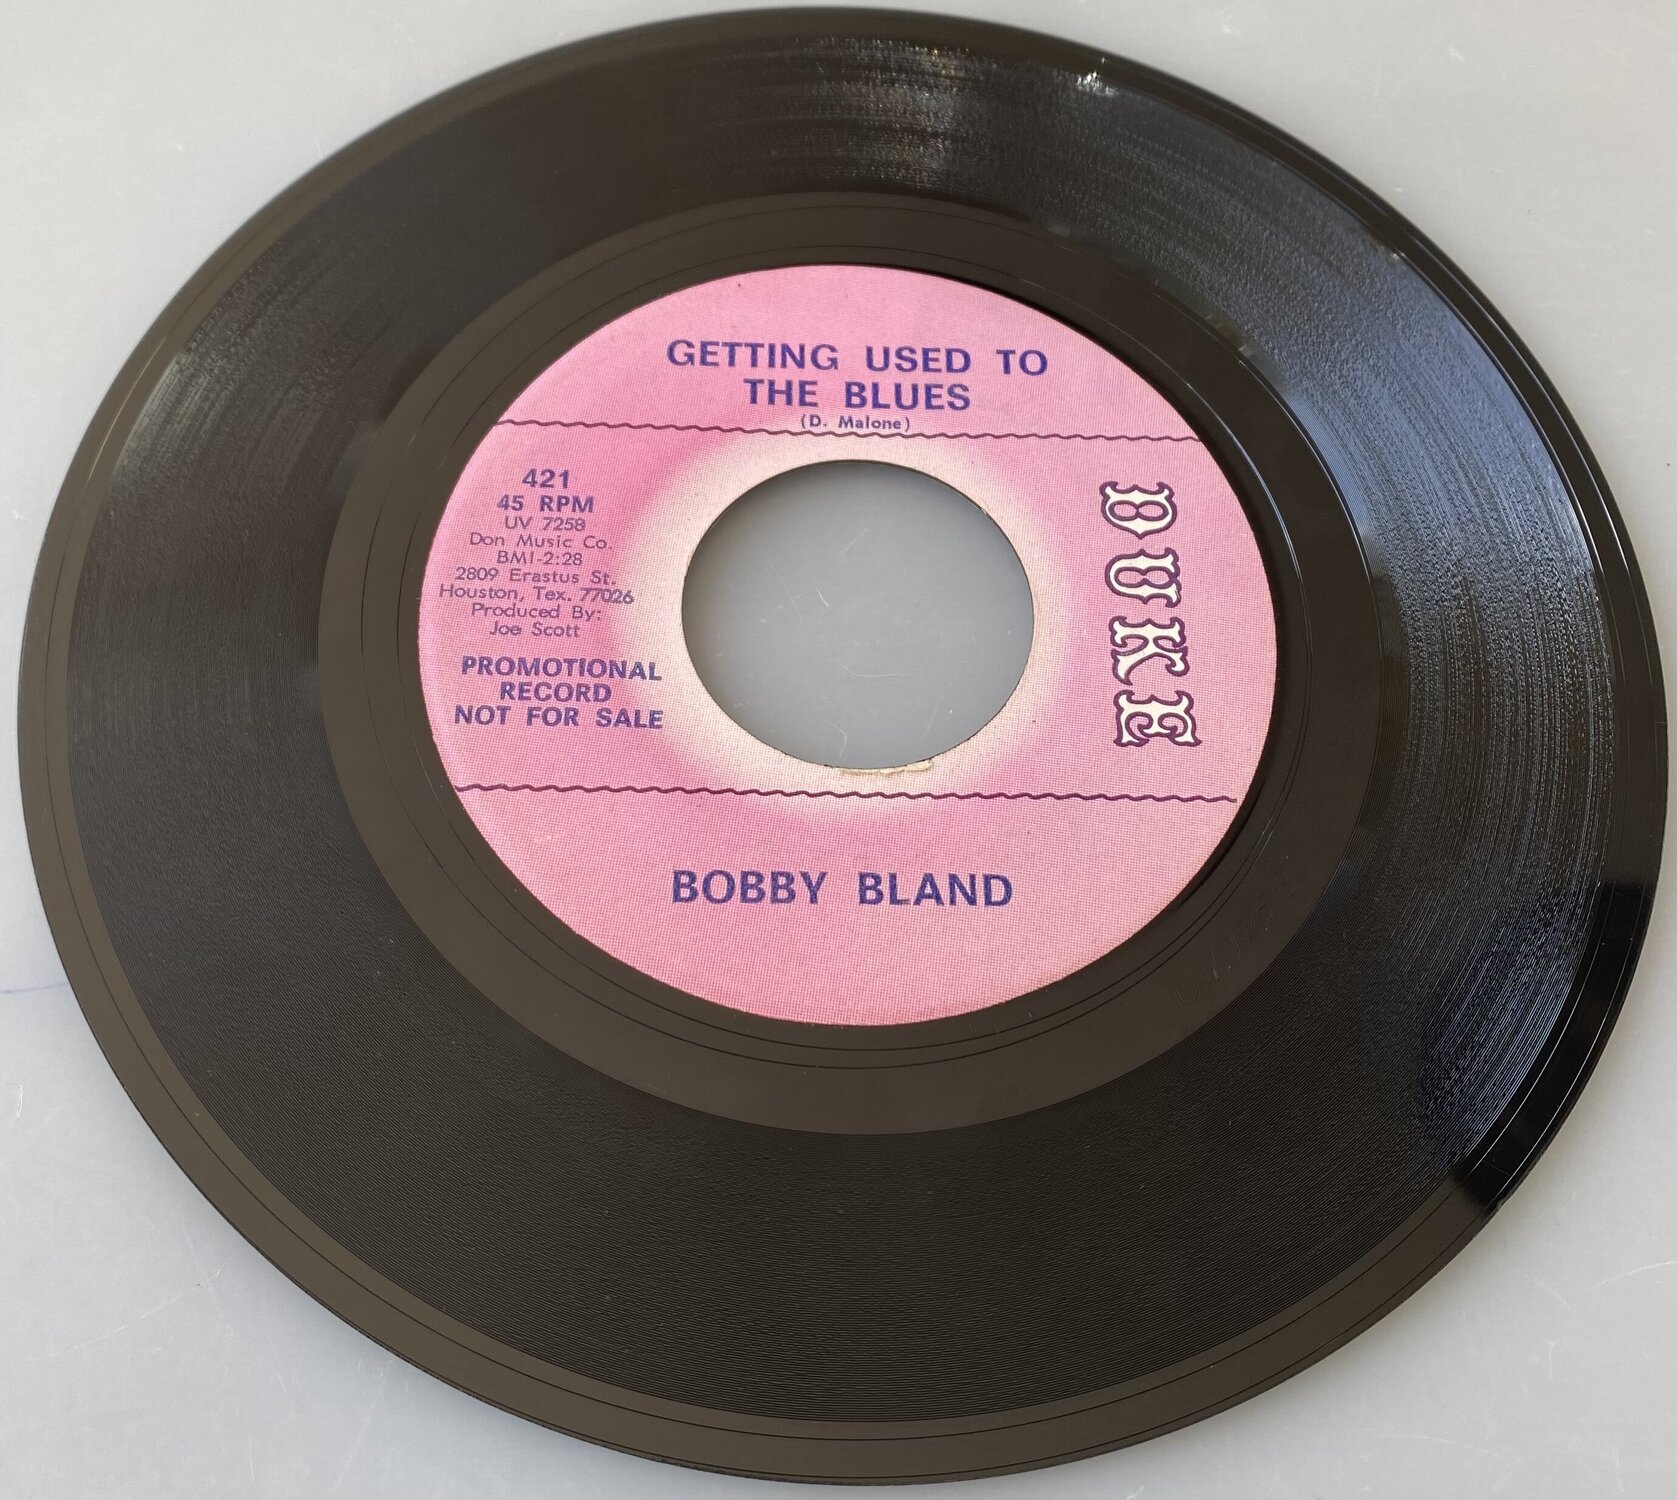 GETTING USED TO
THE BLUES
(D. Malone)
421
45 RPM
UV 7258
Don Music Co.
BMI-2:28
2809 Erastus St.
Houston, Tex. 77026
Produced By:
Joe Scott
PROMOTIONAL
RECORD
NOT FOR SALE
DUKE
BOBBY BLAND